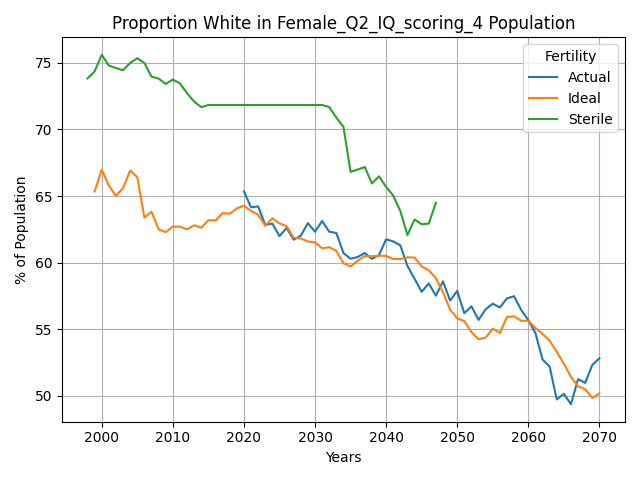 Proportion White in Female_Q2_IQ_scoring_4 Population
Fertility
Actual
Ideal
Sterile
% of Population
75
70
65
60
55
50
2000
2010
2020
2030
2040
2050
2060
2070
Years